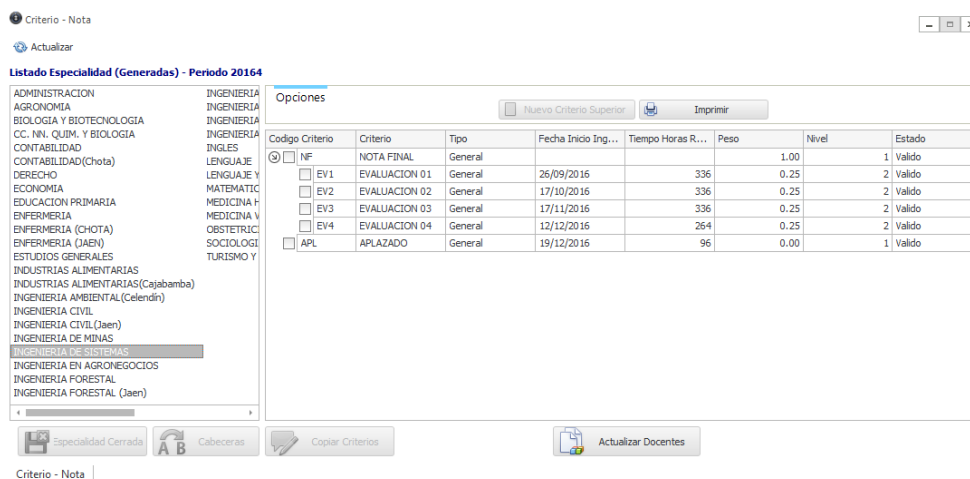 Criterio - Nota
Actualizar
Listado Especialidad (Generadas) - Periodo 20164
ADMINISTRACION
AGRONOMIA
BIOLOGIA Y BIOTECNOLOGIA
CC. NN. QUIM. Y BIOLOGIA
CONTABILIDAD
CONTABILIDAD(Chota)
DERECHO
ECONOMIA
EDUCACION PRIMARIA
ENFERMERIA
ENFERMERIA (CHOTA)
ENFERMERIA (JAEN)
ESTUDIOS GENERALES
INDUSTRIAS ALIMENTARIAS
INDUSTRIAS ALIMENTARIAS(Cajabamba)
INGENIERIA AMBIENTAL(Celendín)
INGENIERIA CIVIL
INGENIERIA CIVIL(Jaen)
INGENIERIA DE MINAS
INGENIERIA DE SISTEMAS
INGENIERIA EN AGRONEGOCIOS
INGENIERIA FORESTAL
INGENIERIA FORESTAL (Jaen)
INGENIERIA
INGENIERIA
INGENIERIA
INGENIERIA
INGLES
LENGUAJE
LENGUAJE Y
MATEMATIC
MEDICINA H
MEDICINA V
OBSTETRIC
SOCIOLOGI
TURISMO Y
Opciones
Nuevo Criterio Superior Imprimir
Codigo Criterio Criterio Tipo Fecha Inicio Ing... Tiempo Horas R... Peso Nivel Estado
NF NOTA FINAL General 1.00 1 Valido
EV1 EVALUACION 01 General 26/09/2016 336 0.25 2 Valido
EV2 EVALUACION 02 General 17/10/2016 336 0.25 2 Valido
EV3 EVALUACION 03 General 17/11/2016 336 0.25 2 Valido
EV4 EVALUACION 04 General 12/12/2016 264 0.25 2 Valido
APL APLAZADO General 19/12/2016 96 0.00 1 Valido
Especialidad Cerrada A B Cabeceras Copiar Criterios Actualizar Docentes
Criterio - Nota